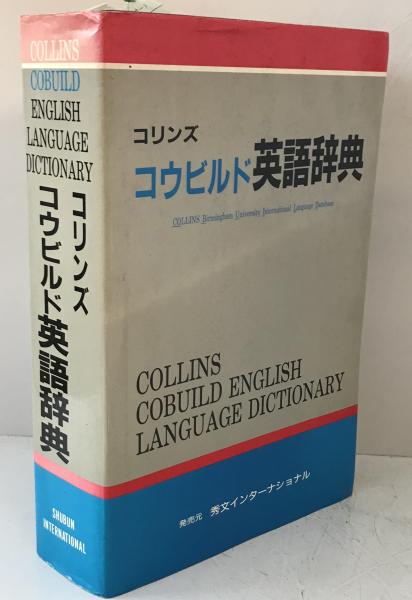 COLLINS
COBUILD
ENGLISH
LANGUAGE
DICTIONARY
コリンズ
コウビルド英語辞典
SHUBUN
INTERNATIONAL
コリンズ
コウビルド英語辞典
COLLINS Birmingham University International Language Database
COLLINS
COBUILD ENGLISH
LANGUAGE DICTIONARY
発売元 秀文インターナショナル